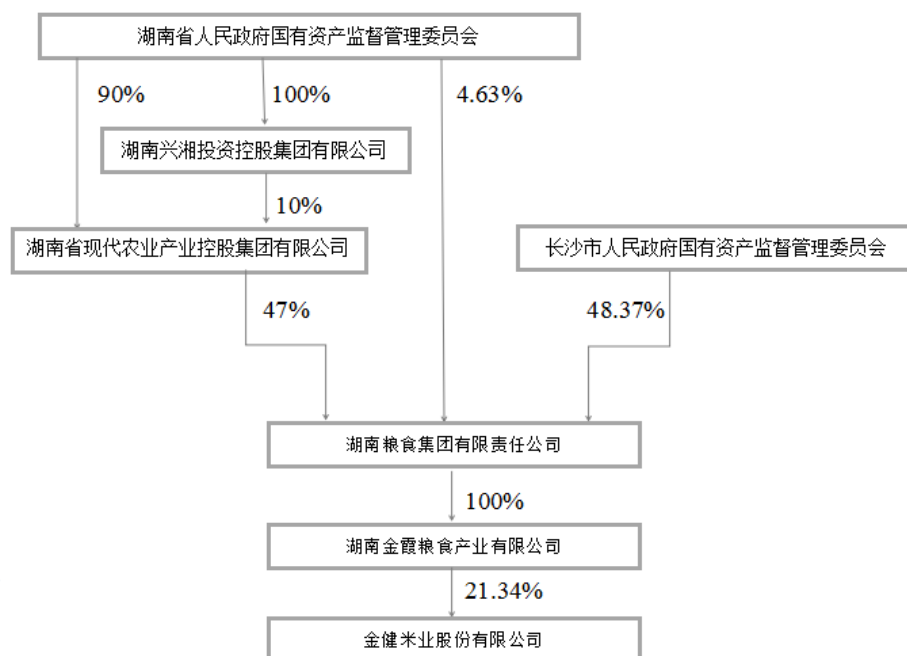 湖南省人民政府国有资产监督管理委员会
90%
100%
4.63%
湖南兴湘投资控股集团有限公司
10%
湖南省现代农业产业控股集团有限公司
长沙市人民政府国有资产监督管理委员会
47%
48.37%
湖南粮食集团有限责任公司
100%
湖南金霞粮食产业有限公司
21.34%
金健米业股份有限公司